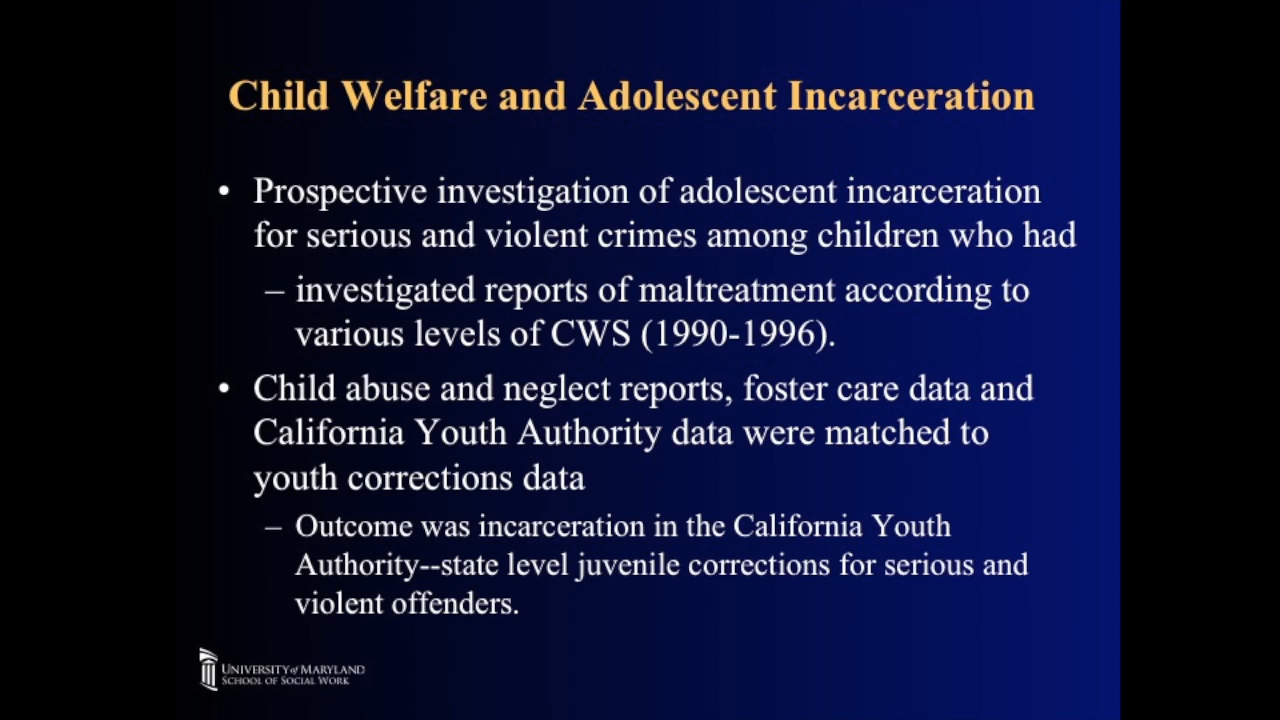 Child Welfare and Adolescent Incarceration
• Prospective investigation of adolescent incarceration
for serious and violent crimes among children who had
– investigated reports of maltreatment according to
various levels of CWS (1990-1996).
• Child abuse and neglect reports, foster care data and
California Youth Authority data were matched to
youth corrections data
– Outcome was incarceration in the California Youth
Authority--state level juvenile corrections for serious and
violent offenders.
UNIVERSITY of MARYLAND
SCHOOL OF SOCIAL WORK